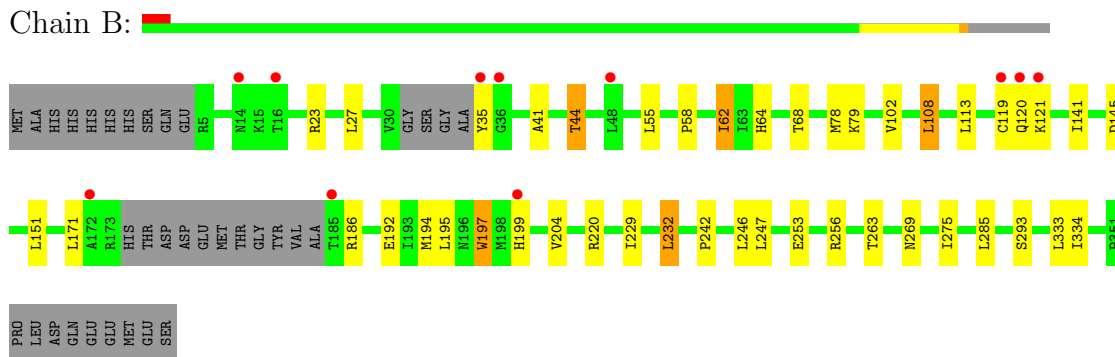 Chain B:
MET ALA HIS HIS HIS HIS HIS HIS SER GLN GLU R5 N14 K15 T16 R23 L27 V30 GLY SER GLY ALA Y35 G36 A41 T44 L48 L55 P58 I62 I63 H64 T68 M78 K79 V102 L108 L113 C119 Q120 K121 I141
L151 L171 A172 R173 HIS THR ASP ASP GLU MET MET THR GLY TYR VAL ALA T185 R186 E192 I193 M194 L195 N196 W197 M198 H199 V204 R220 I229 L232 P242 L246 L247 E253 R256 T263 N269 I275 L285 S293 L333 I334
PRO LEU ASP GLN GLU GLU MET GLU SER